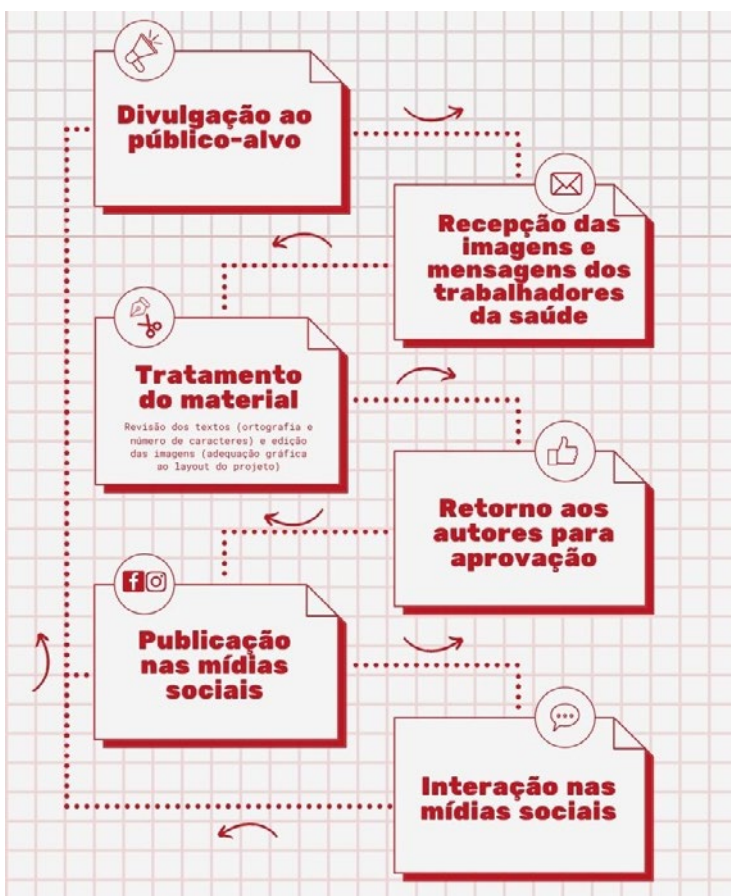 Divulgação ao
público-alvo
Recepção das
imagens e
mensagens dos
trabalhadores
da saúde
Tratamento
do material
Revisão dos textos (ortografia e
número de caracteres) e edição
das imagens (adequação gráfica
ao layout do projeto)
Retorno aos
autores para
aprovação
Publicação
nas mídias
sociais
Interação nas
mídias sociais